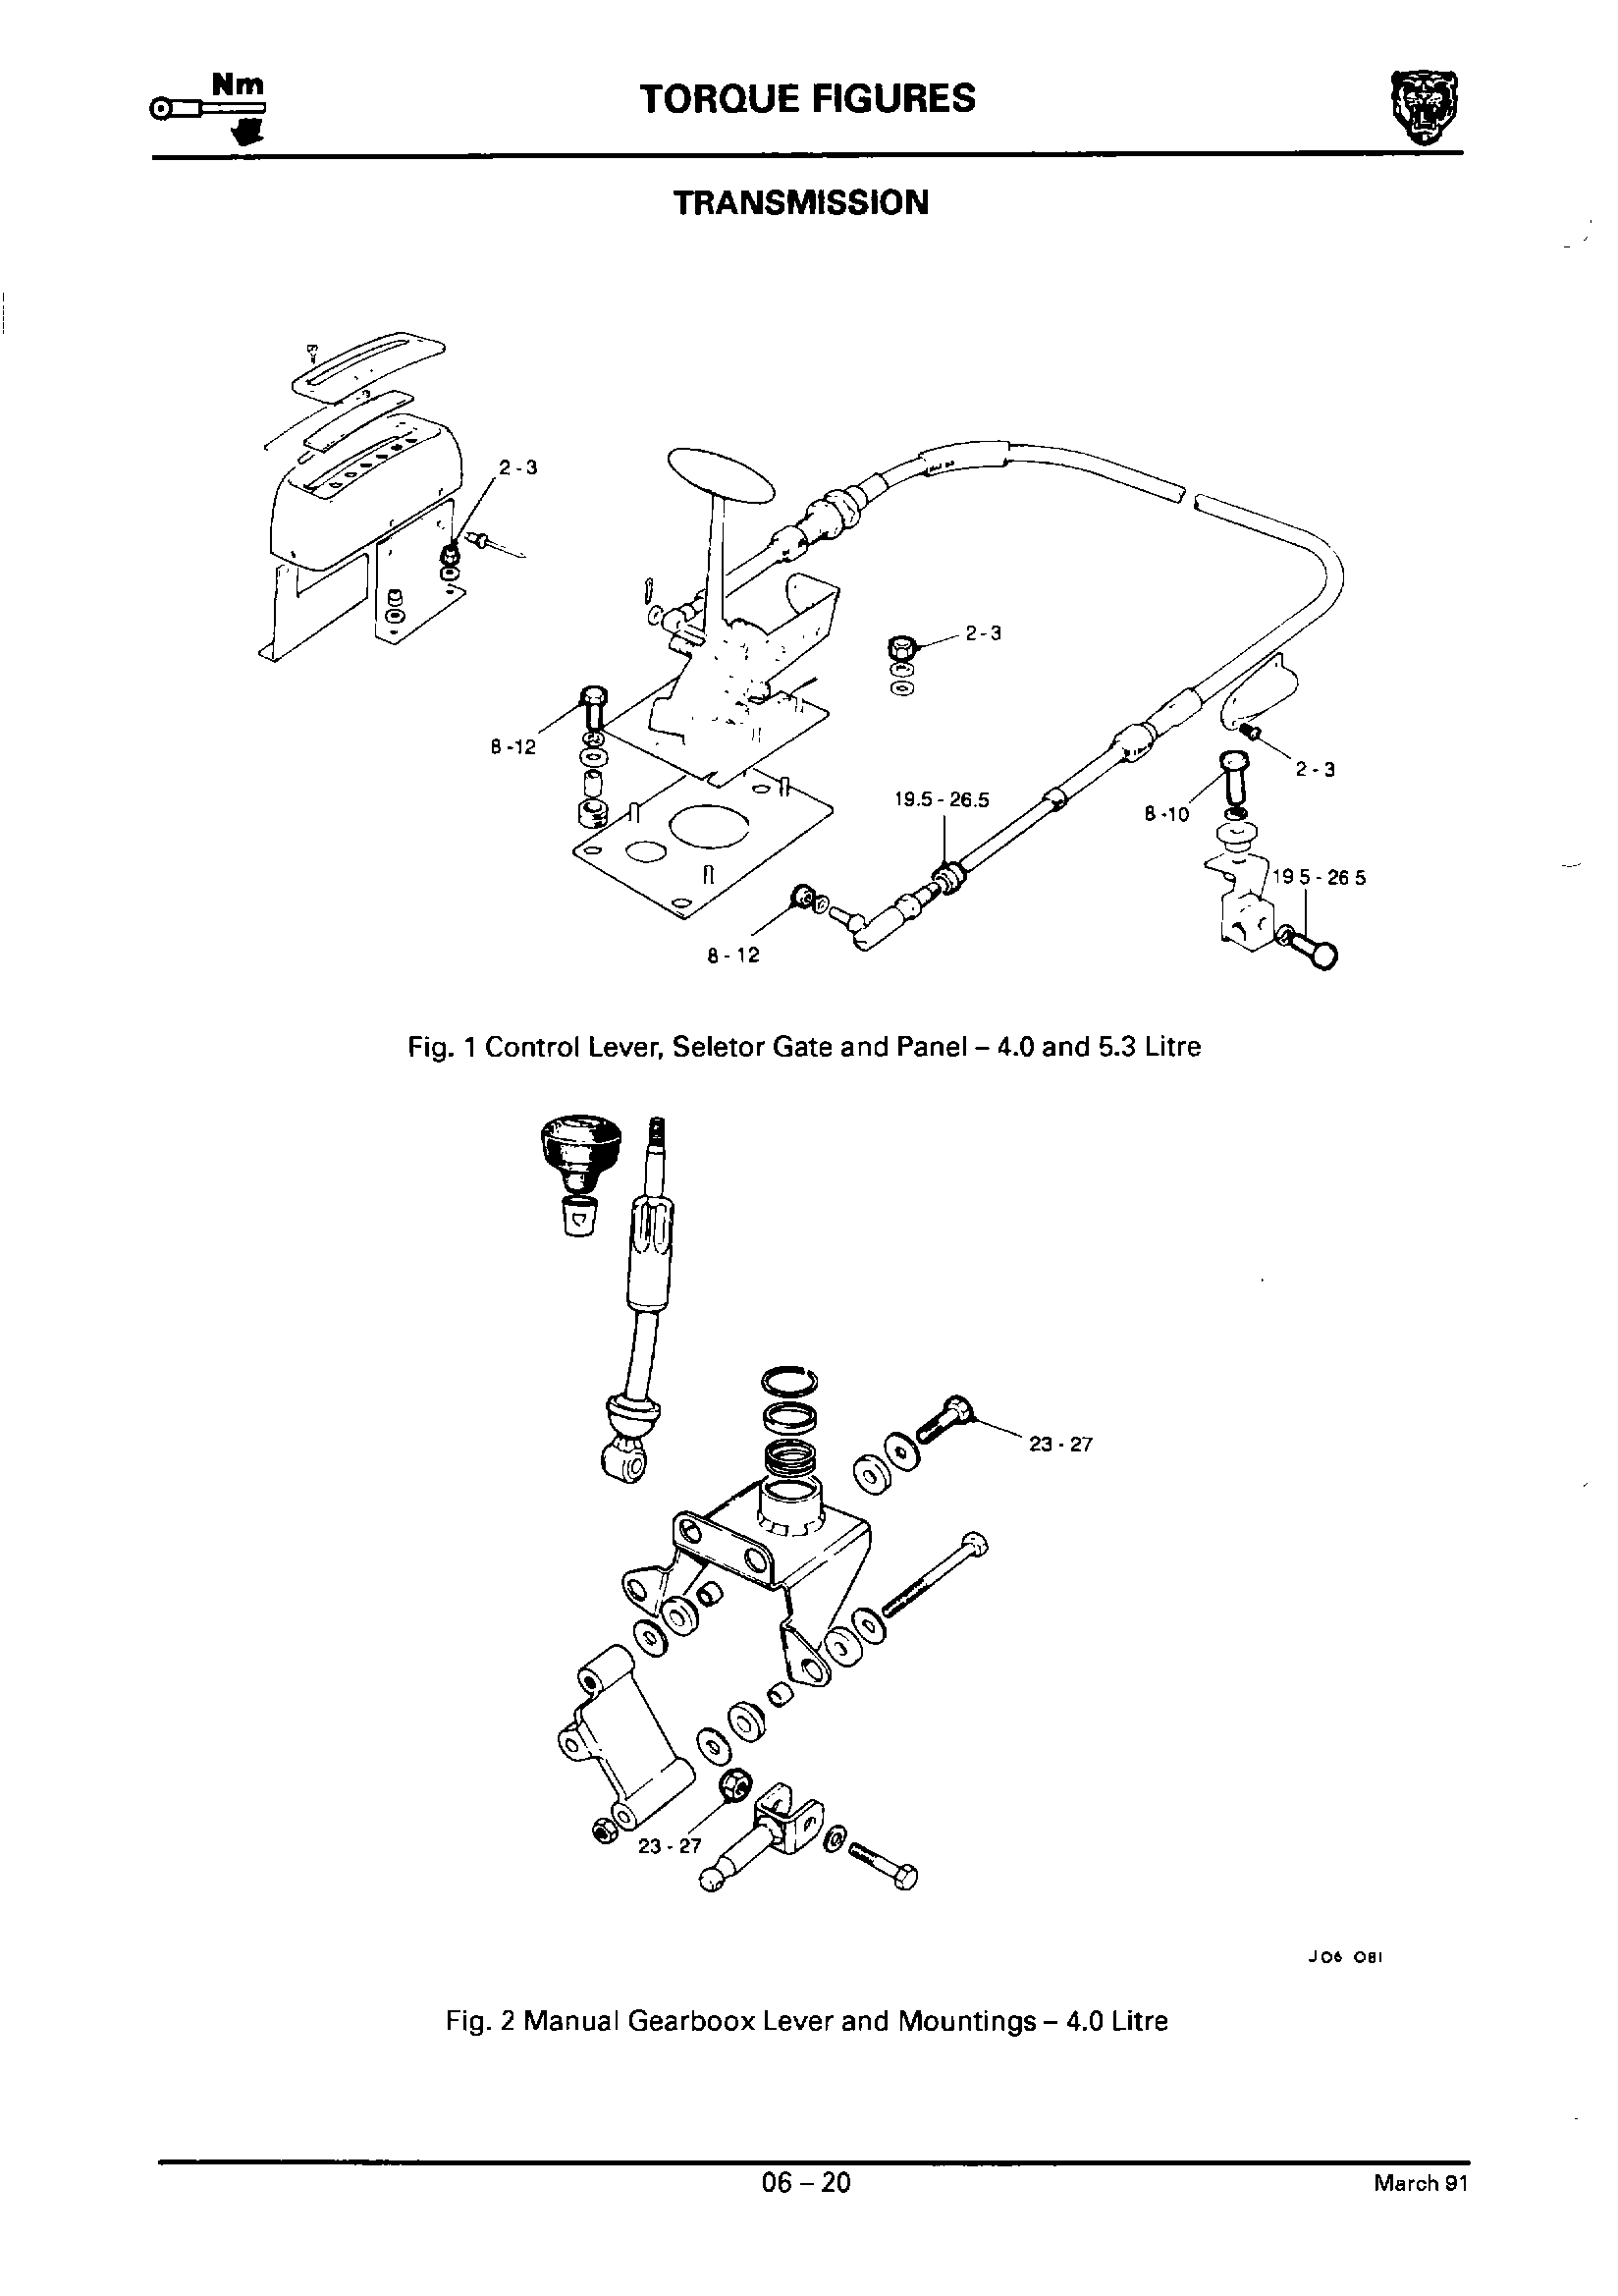 Nm
TORQUE FIGURES
TRANSMISSION
2-3
2-3
8-12
2-3
19.5-26.5
8-10
19 5-26 5
8-12
Fig. 1 Control Lever, Seletor Gate and Panel – 4.0 and 5.3 Litre
23-27
23-27
J06 081
Fig. 2 Manual Gearboox Lever and Mountings – 4.0 Litre
06 – 20
March 91